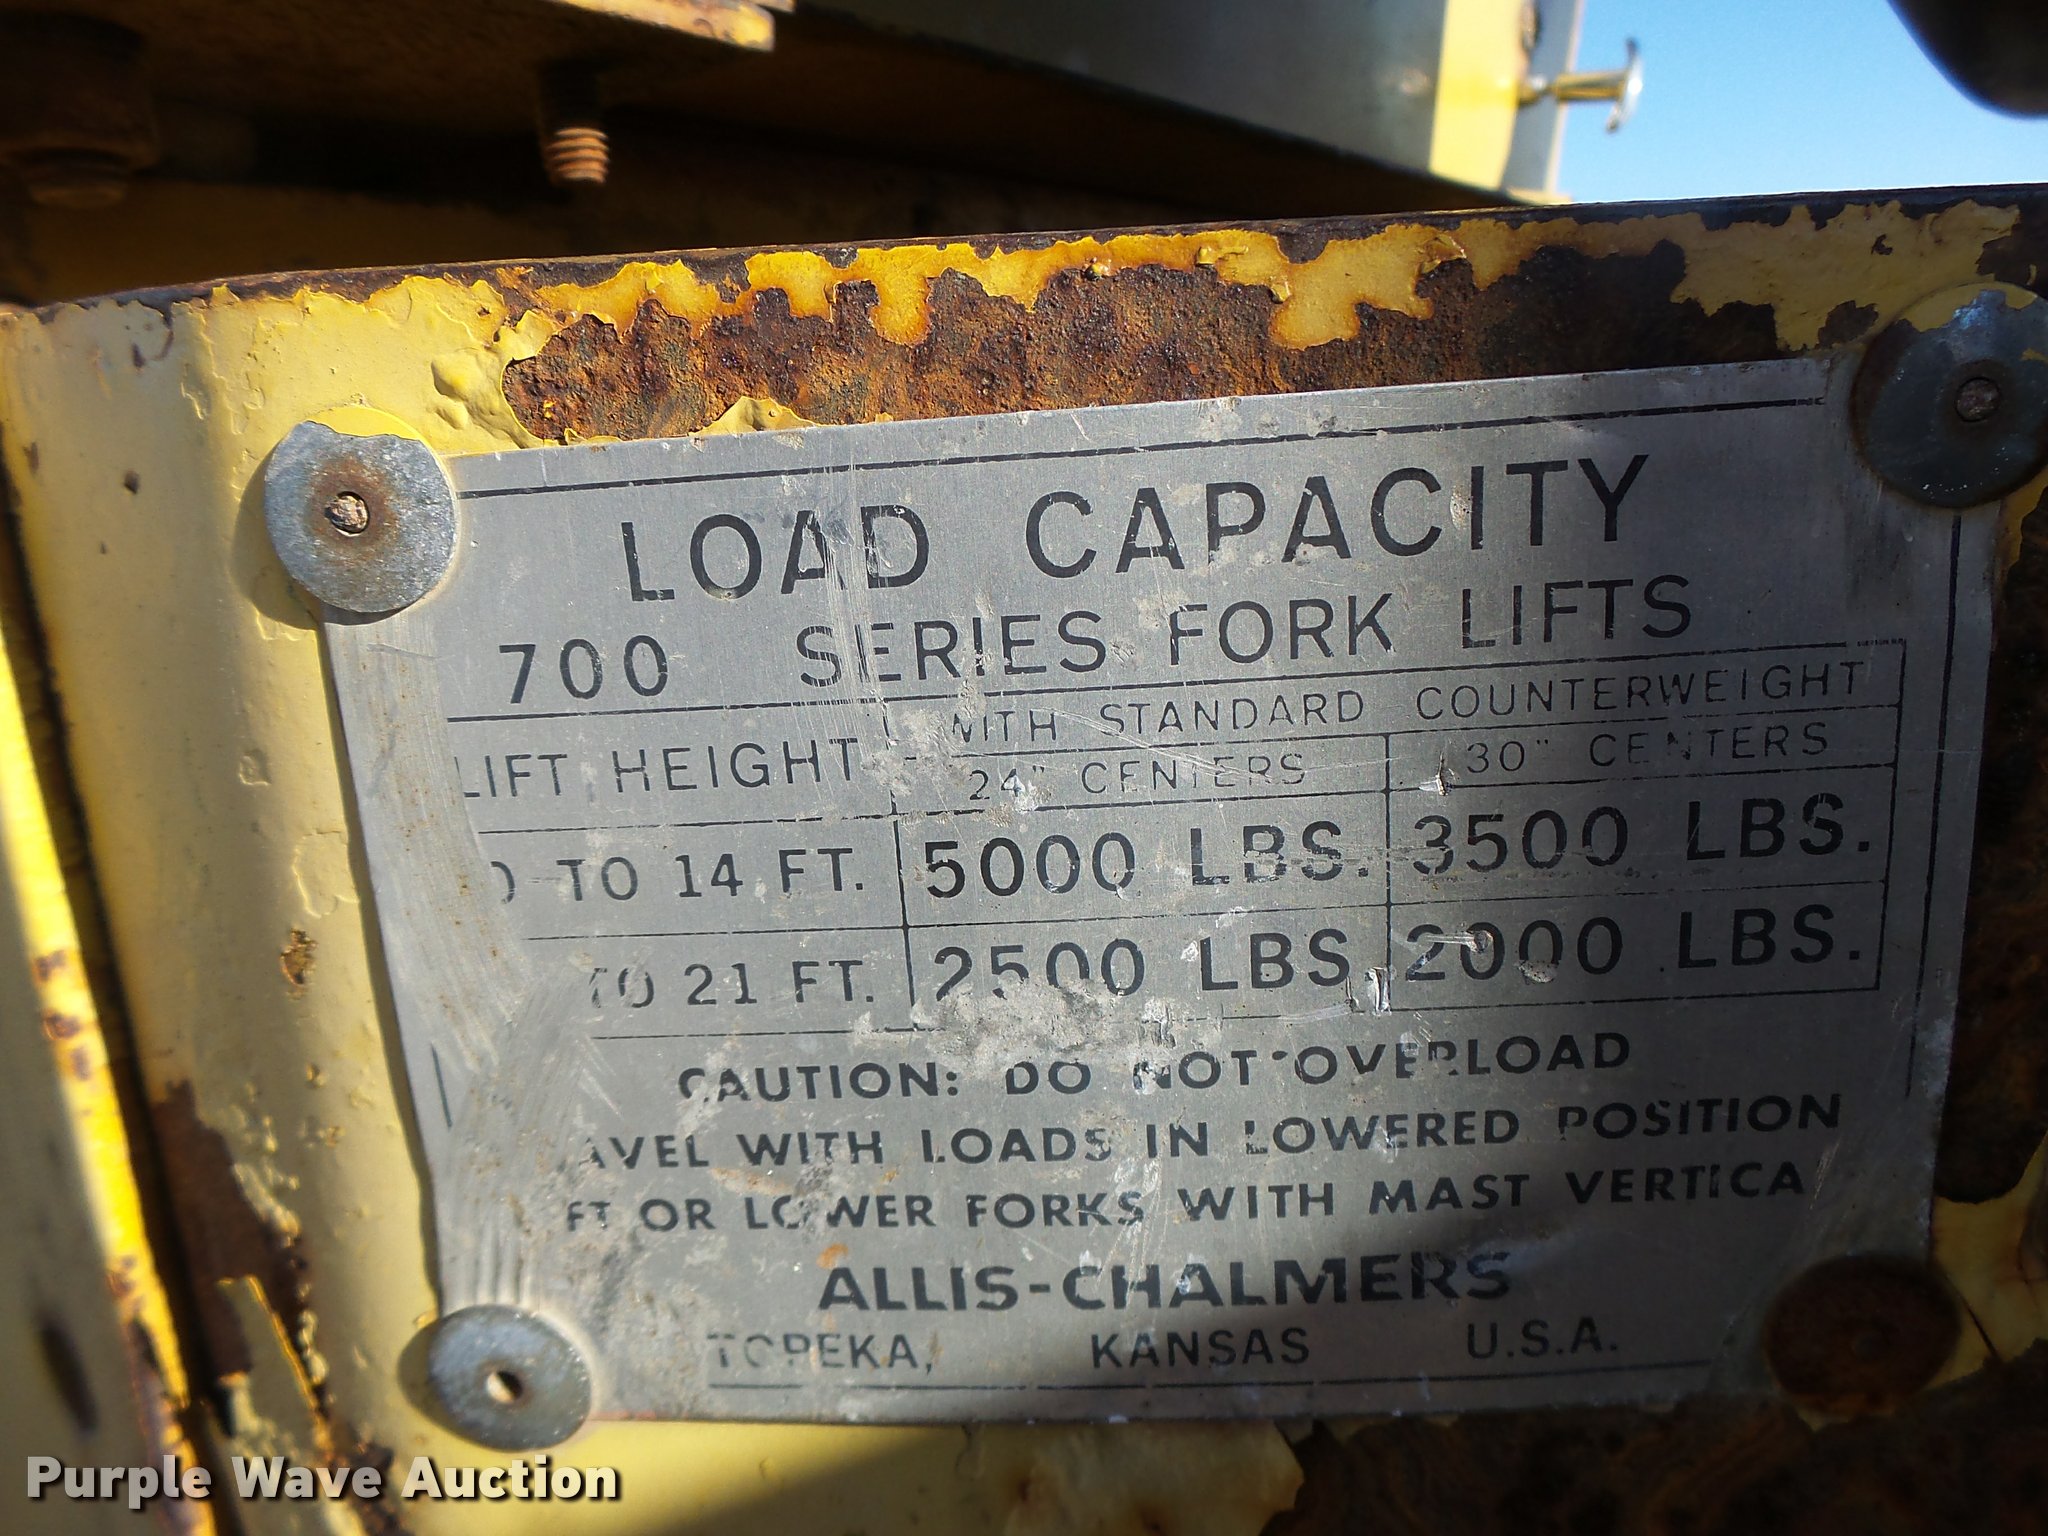 LOAD CAPACITY
700 SERIES FORK LIFTS
LIFT HEIGHT WITH STANDARD COUNTERWEIGHT
24" CENTERS 30" CENTERS
TO 14 FT. 5000 LBS. 3500 LBS.
TO 21 FT. 2500 LBS. 2000 LBS.
CAUTION: DO NOT OVERLOAD
AVEL WITH LOADS IN LOWERED POSITION
FT OR LOWER FORKS WITH MAST VERTICA
ALLIS-CHALMERS
TOPEKA, KANSAS U.S.A.
Purple Wave Auction